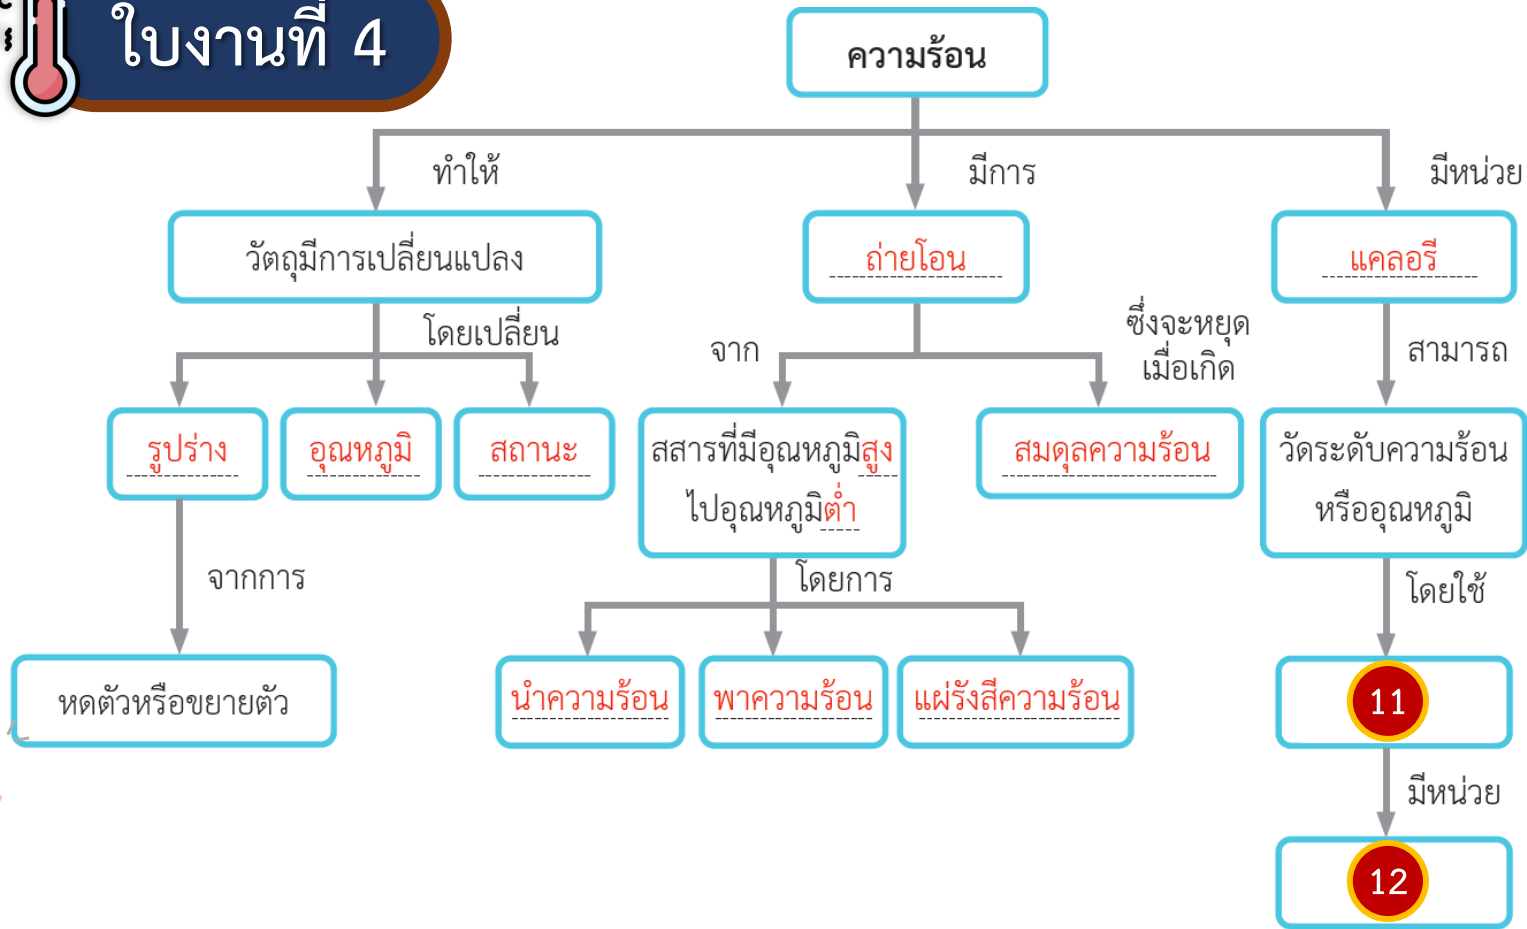 ใบงานที่ 4
ความร้อน
ทำให้
มีการ
มีหน่วย
วัตถุมีการเปลี่ยนแปลง
ถ่ายโอน
แคลอรี
โดยเปลี่ยน
จาก
ซึ่งจะหยุด
เมื่อเกิด
สามารถ
รูปร่าง
อุณหภูมิ
สถานะ
สสารที่มีอุณหภูมิสูง
ไปอุณหภูมิต่ำ
สมดุลความร้อน
วัดระดับความร้อน
หรืออุณหภูมิ
จากการ
โดยการ
โดยใช้
หดตัวหรือขยายตัว
นำความร้อน
พาความร้อน
แผ่รังสีความร้อน
11
มีหน่วย
12